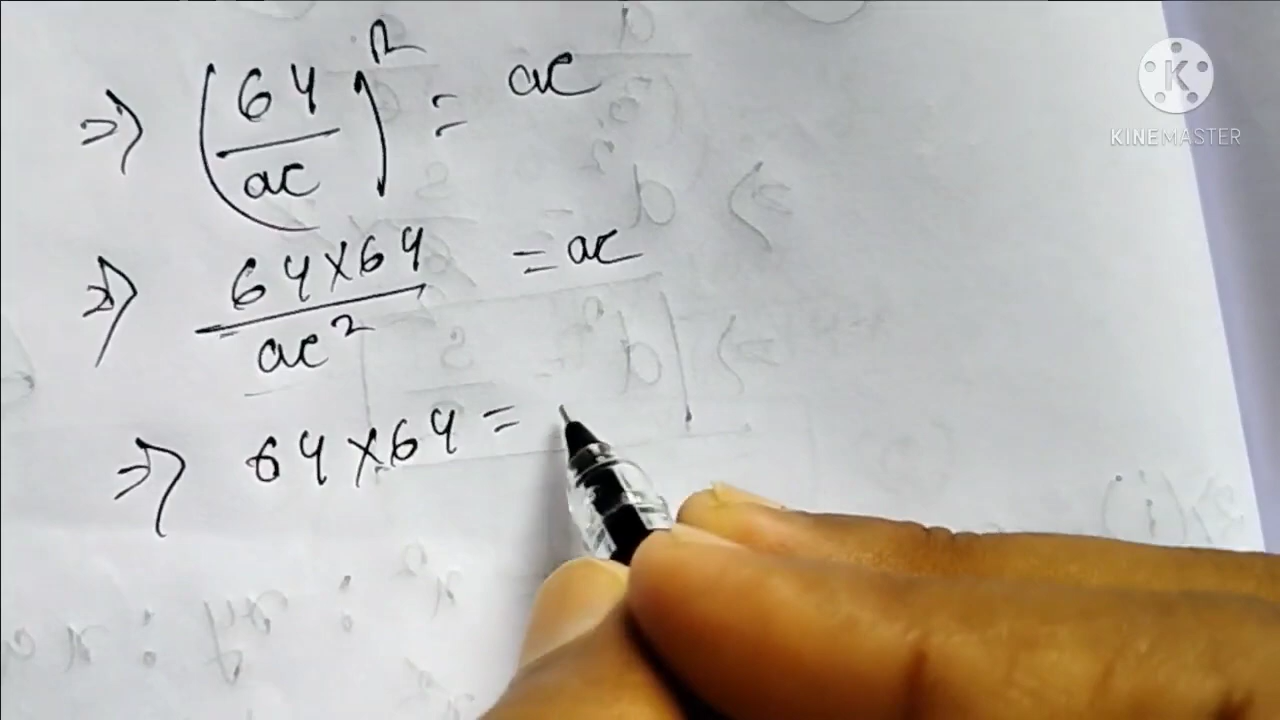 ⇒ (64/ac)² = ac
⇒ 64×64/ac² = ac
⇒ 64×64 =
KINEMASTER